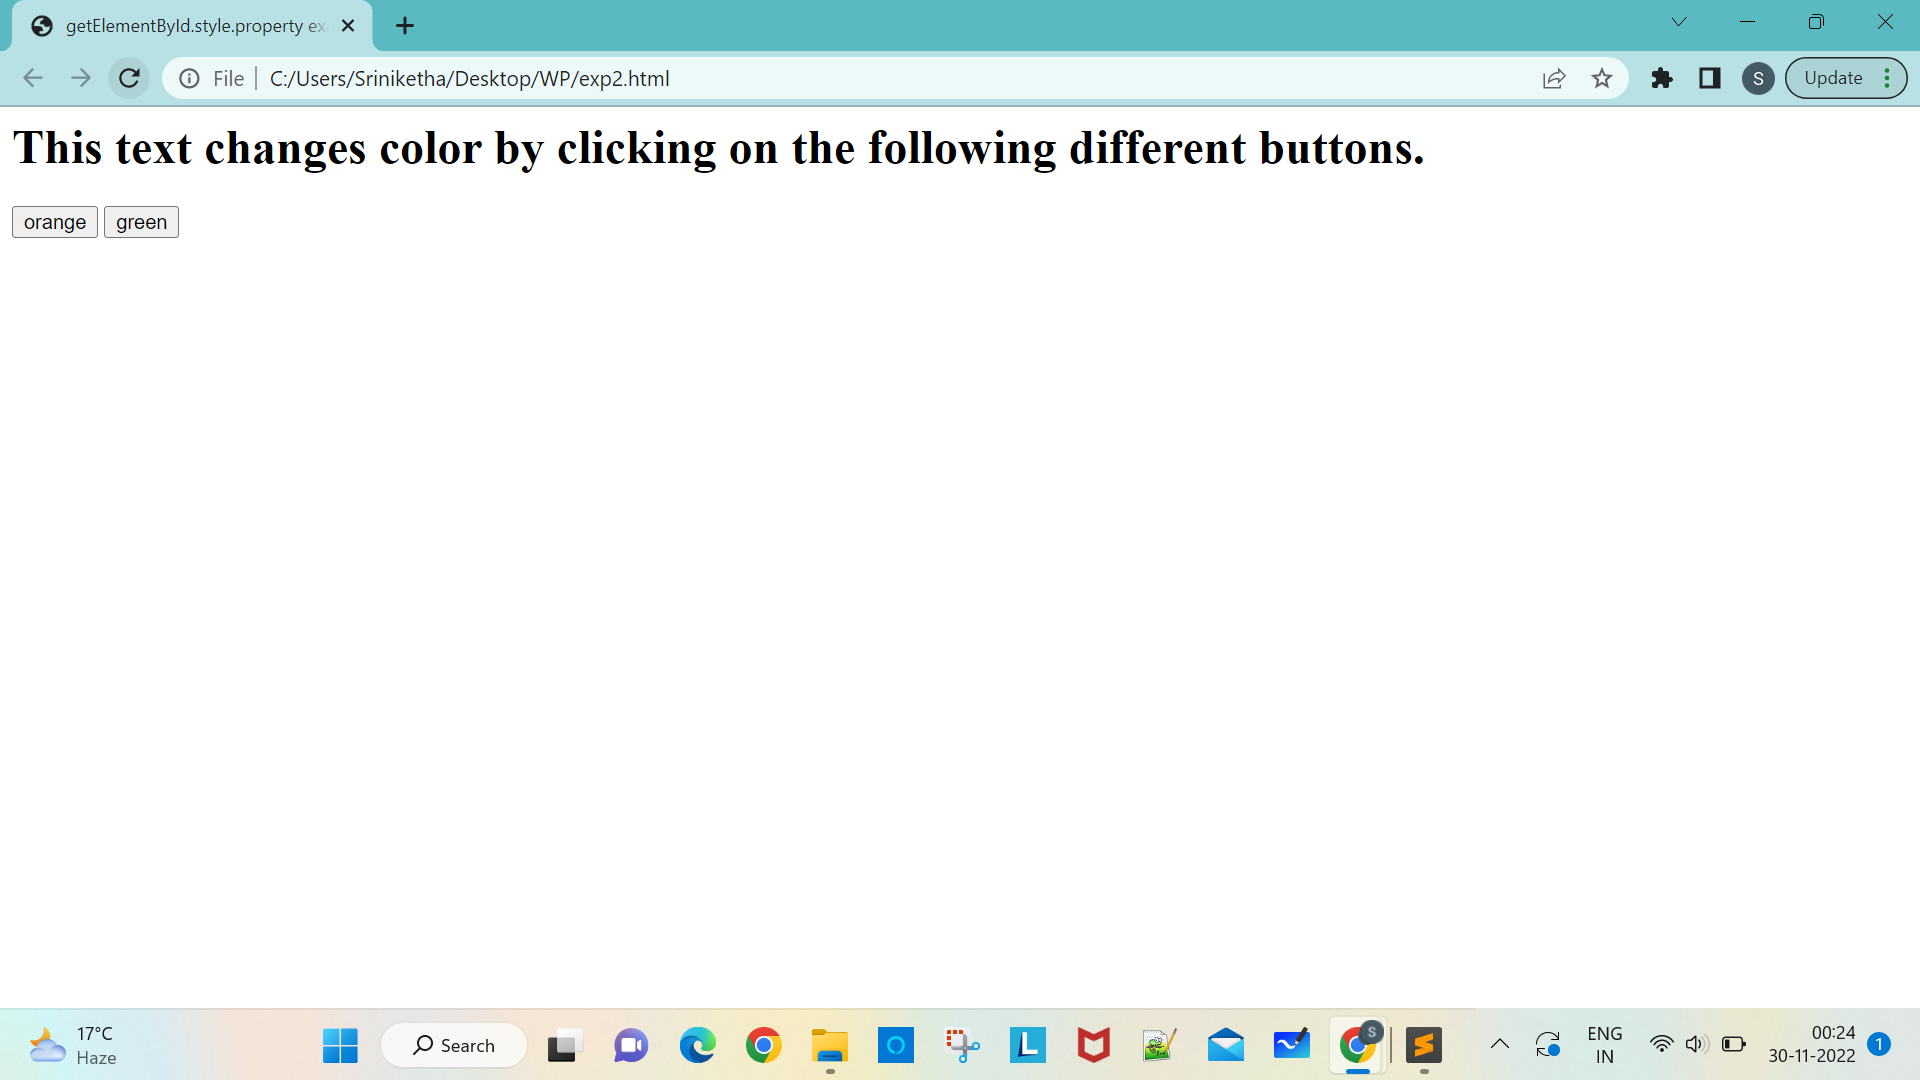 getElementById.style.property ex
File
C:/Users/Sriniketha/Desktop/WP/exp2.html
S
Update
This text changes color by clicking on the following different buttons.
orange
green
17°C
Haze
Search
L
S
ENG
IN
00:24
30-11-2022
1